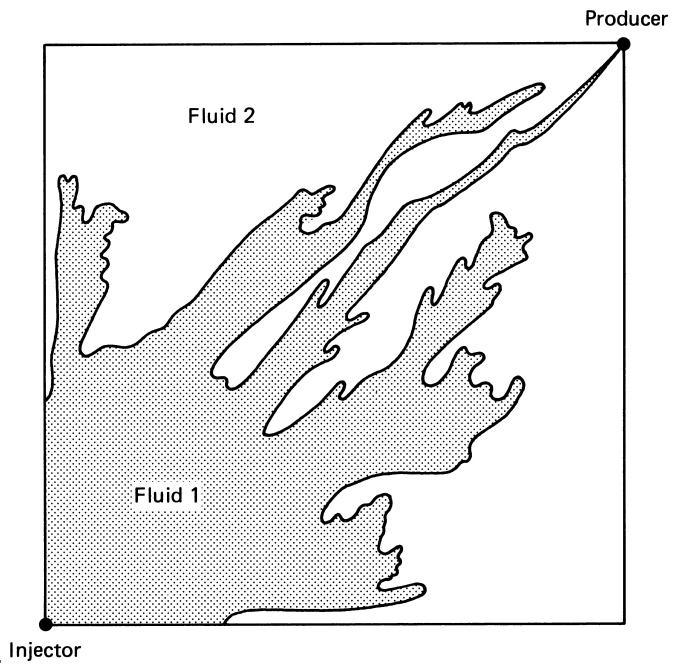 Producer
Fluid 2
Fluid 1
Injector